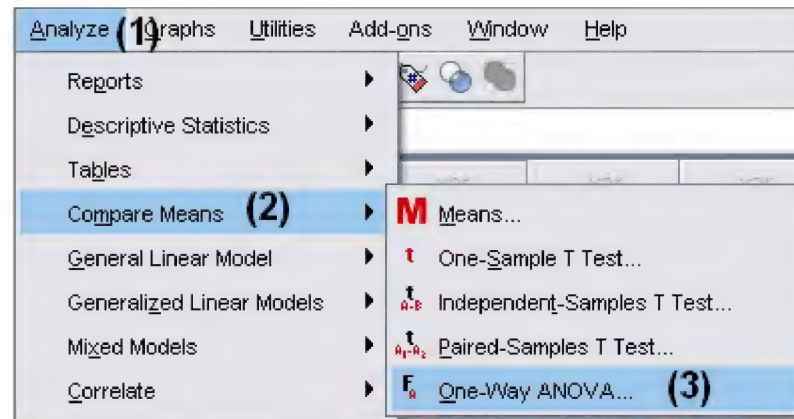 Analyze (1) Graphs Utilities Add-ons Window Help
Reports
Descriptive Statistics
Tables
Compare Means (2)
M Means...
General Linear Model
t One-Sample T Test...
Generalized Linear Models
t A-B Independent-Samples T Test...
Mixed Models
t A₁-A₂ Paired-Samples T Test...
Correlate
F One-Way ANOVA... (3)